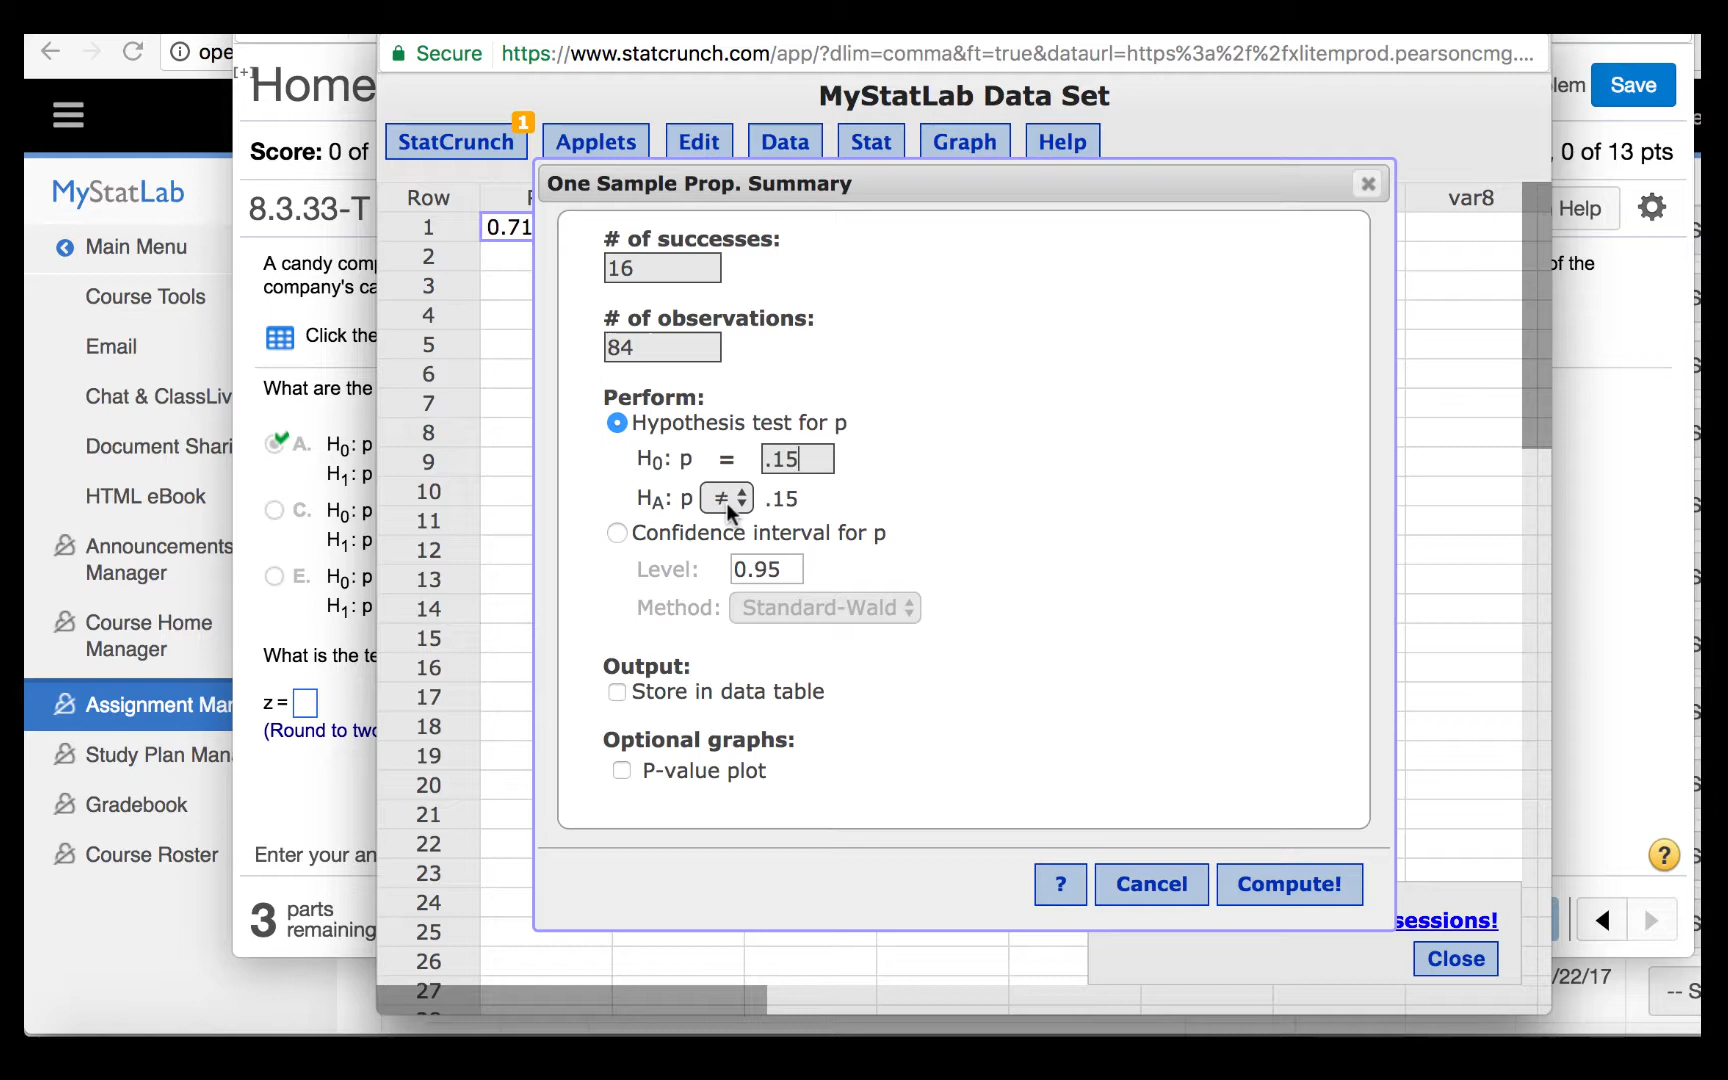 ope
Secure https://www.statcrunch.com/app/?dlim=comma&ft=true&dataurl=https%3a%2f%2fxlitemprod.pearsoncmg....
[+]
Home
MyStatLab Data Set
lem
Save
StatCrunch
1
Applets
Edit
Data
Stat
Graph
Help
Score: 0 of
, 0 of 13 pts
MyStatLab
8.3.33-T
Help
Row
var8
One Sample Prop. Summary
Main Menu
Course Tools
Email
Chat & ClassLiv
Document Shari
HTML eBook
Announcements
Manager
Course Home
Manager
Assignment Mar
Study Plan Man
Gradebook
Course Roster
A candy comp
company's ca
of the
Click the
What are the
A. H0: p
H1: p
C. H0: p
H1: p
E. H0: p
H1: p
What is the te
z =
(Round to two
Enter your an
3 parts
remaining
1
0.71
2
3
4
5
6
7
8
9
10
11
12
13
14
15
16
17
18
19
20
21
22
23
24
25
26
27
# of successes:
16
# of observations:
84
Perform:
Hypothesis test for p
H0: p = .15
HA: p ≠ .15
Confidence interval for p
Level: 0.95
Method: Standard-Wald
Output:
Store in data table
Optional graphs:
P-value plot
?
Cancel
Compute!
sessions!
Close
?
/22/17
-- S